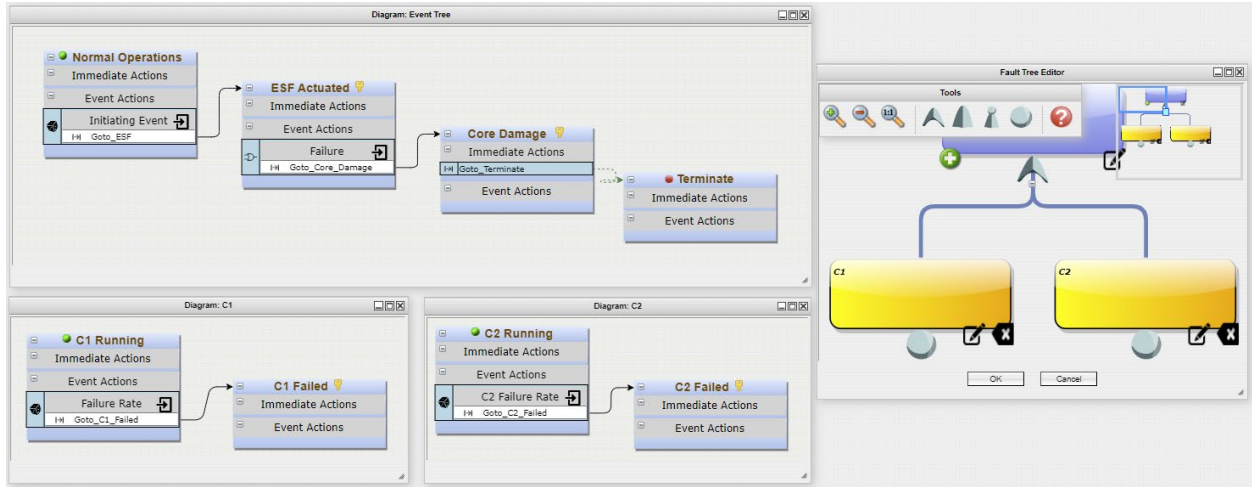 Diagram: Event Tree
Normal Operations
Immediate Actions
Event Actions
Initiating Event
Goto_ESF
ESF Actuated
Immediate Actions
Event Actions
Failure
Goto_Core_Damage
Core Damage
Immediate Actions
Goto_Terminate
Event Actions
Terminate
Immediate Actions
Event Actions
Diagram: C1
C1 Running
Immediate Actions
Event Actions
Failure Rate
Goto_C1_Failed
C1 Failed
Immediate Actions
Event Actions
Diagram: C2
C2 Running
Immediate Actions
Event Actions
C2 Failure Rate
Goto_C2_Failed
C2 Failed
Immediate Actions
Event Actions
Fault Tree Editor
Tools
1:1
C1
C2
OK
Cancel